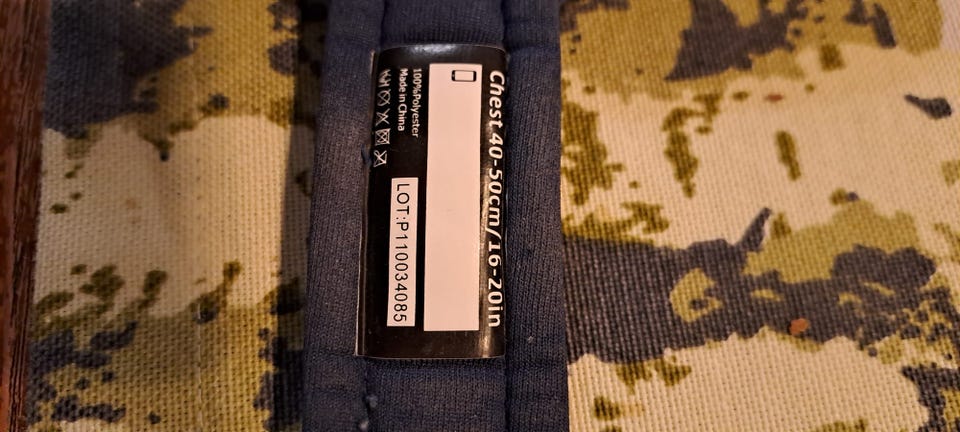 Chest 40-50cm/16-20in
100%Polyester
Made in China
LOT:P110034085